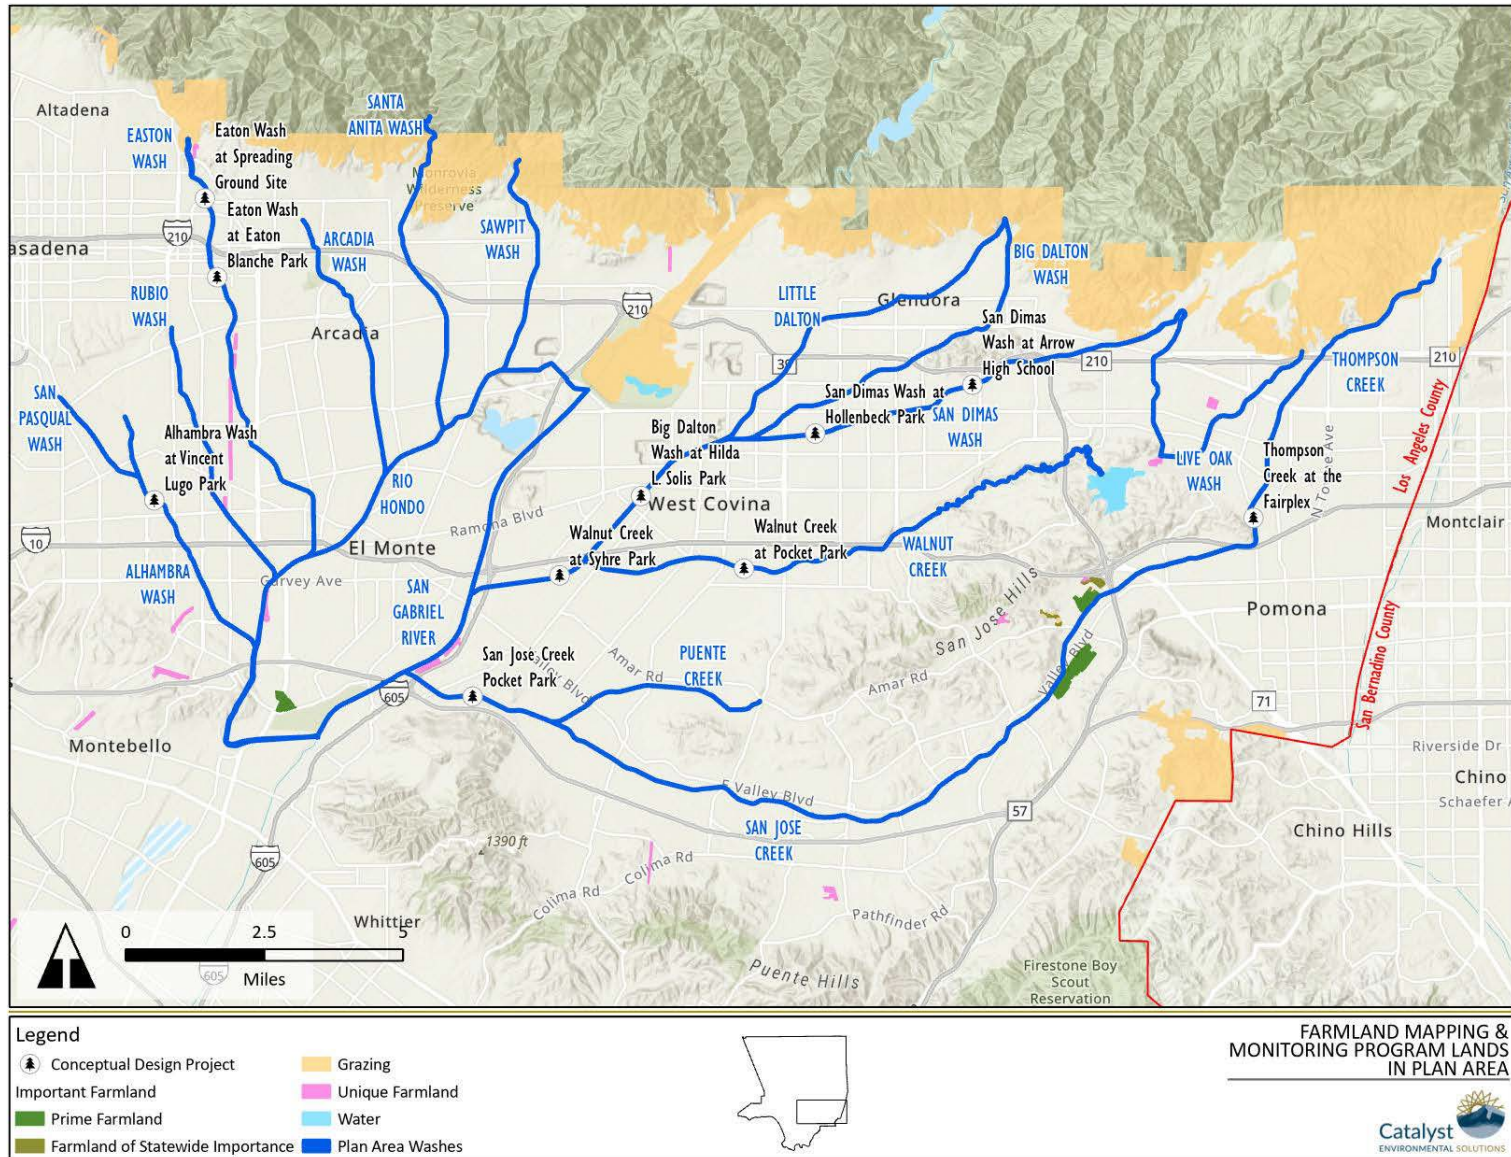 Altadena
EASTON
WASH
Eaton Wash
at Spreading
Ground Site
SANTA
ANITA WASH
Monrovia
Wilderness
Preserve
210
Eaton Wash
at Eaton
Blanche Park
ARCADIA
WASH
SAWPIT
WASH
asadena
RUBIO
WASH
Arcadia
210
LITTLE
DALTON
Glendora
BIG DALTON
WASH
39
San Dimas
Wash at Arrow
High School
210
THOMPSON
CREEK
210
SAN
PASQUAL
WASH
Alhambra Wash
at Vincent
Lugo Park
San Dimas Wash at
Hollenbeck Park
SAN DIMAS
WASH
Big Dalton
Wash at Hilda
L. Solis Park
West Covina
RIO
HONDO
Ramona Blvd
LIVE OAK
WASH
Thompson
Creek at the
Fairplex
Los Angeles County
Montclair
10
El Monte
Walnut Creek
at Syhre Park
Walnut Creek
at Pocket Park
WALNUT
CREEK
ALHAMBRA
WASH
Garvey Ave
SAN
GABRIEL
RIVER
San Jose Hills
Pomona
San Bernadino County
San Jose Creek
Pocket Park
Amar Rd
PUENTE
CREEK
Amar Rd
Valley Blvd
605
71
Montebello
Riverside Dr
Chino
E Valley Blvd
SAN JOSE
CREEK
57
Chino Hills
1390 ft
605
Colima Rd
Colima Rd
Pathfinder Rd
Whittier
Puente Hills
Firestone Boy
Scout
Reservation
0 2.5 5
Miles
605
Legend
Conceptual Design Project
Important Farmland
Prime Farmland
Farmland of Statewide Importance
Grazing
Unique Farmland
Water
Plan Area Washes
FARMLAND MAPPING &
MONITORING PROGRAM LANDS
IN PLAN AREA
Catalyst
ENVIRONMENTAL SOLUTIONS